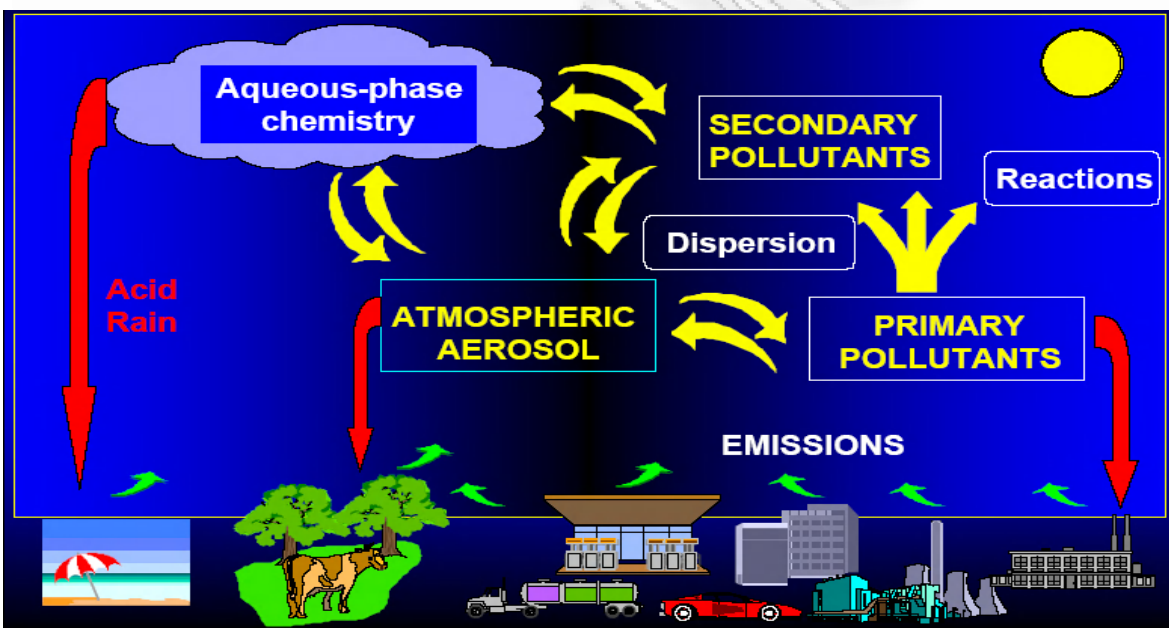 Aqueous-phase
chemistry
SECONDARY
POLLUTANTS
Reactions
Dispersion
Acid
Rain
ATMOSPHERIC
AEROSOL
PRIMARY
POLLUTANTS
EMISSIONS